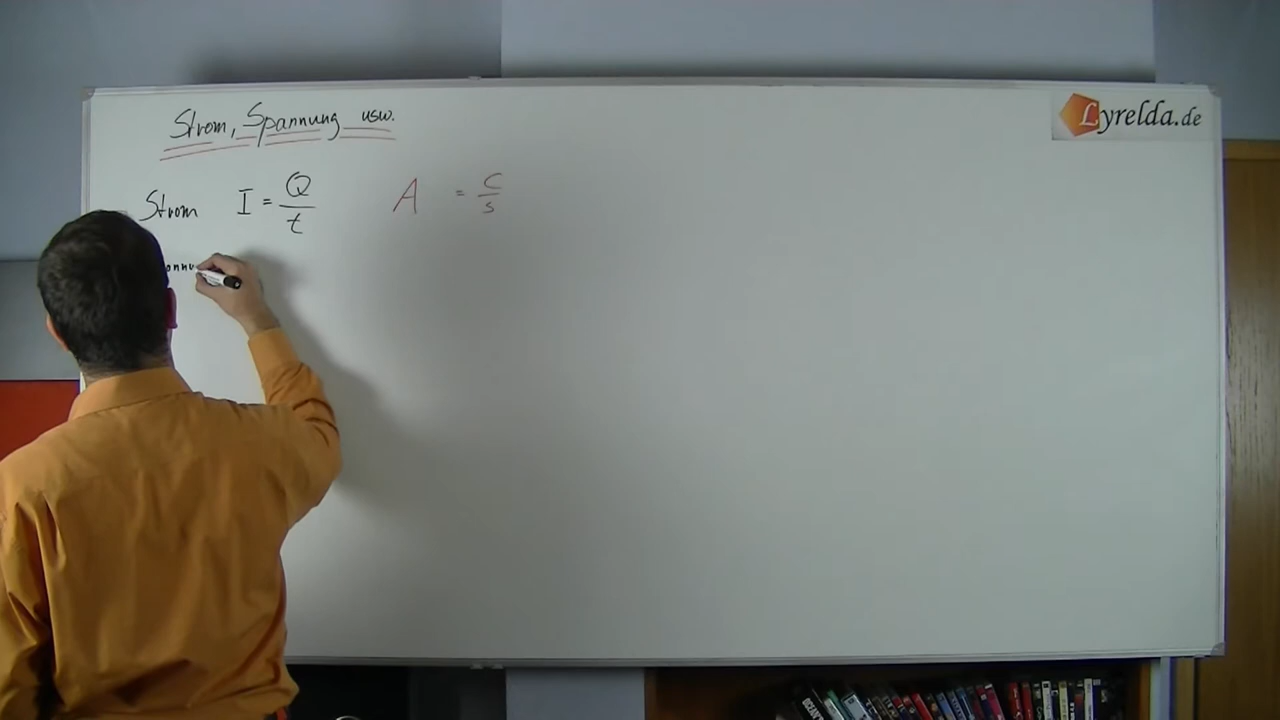 Strom, Spannung usw.
Lyrelda.de
Strom I = Q/t A = C/s